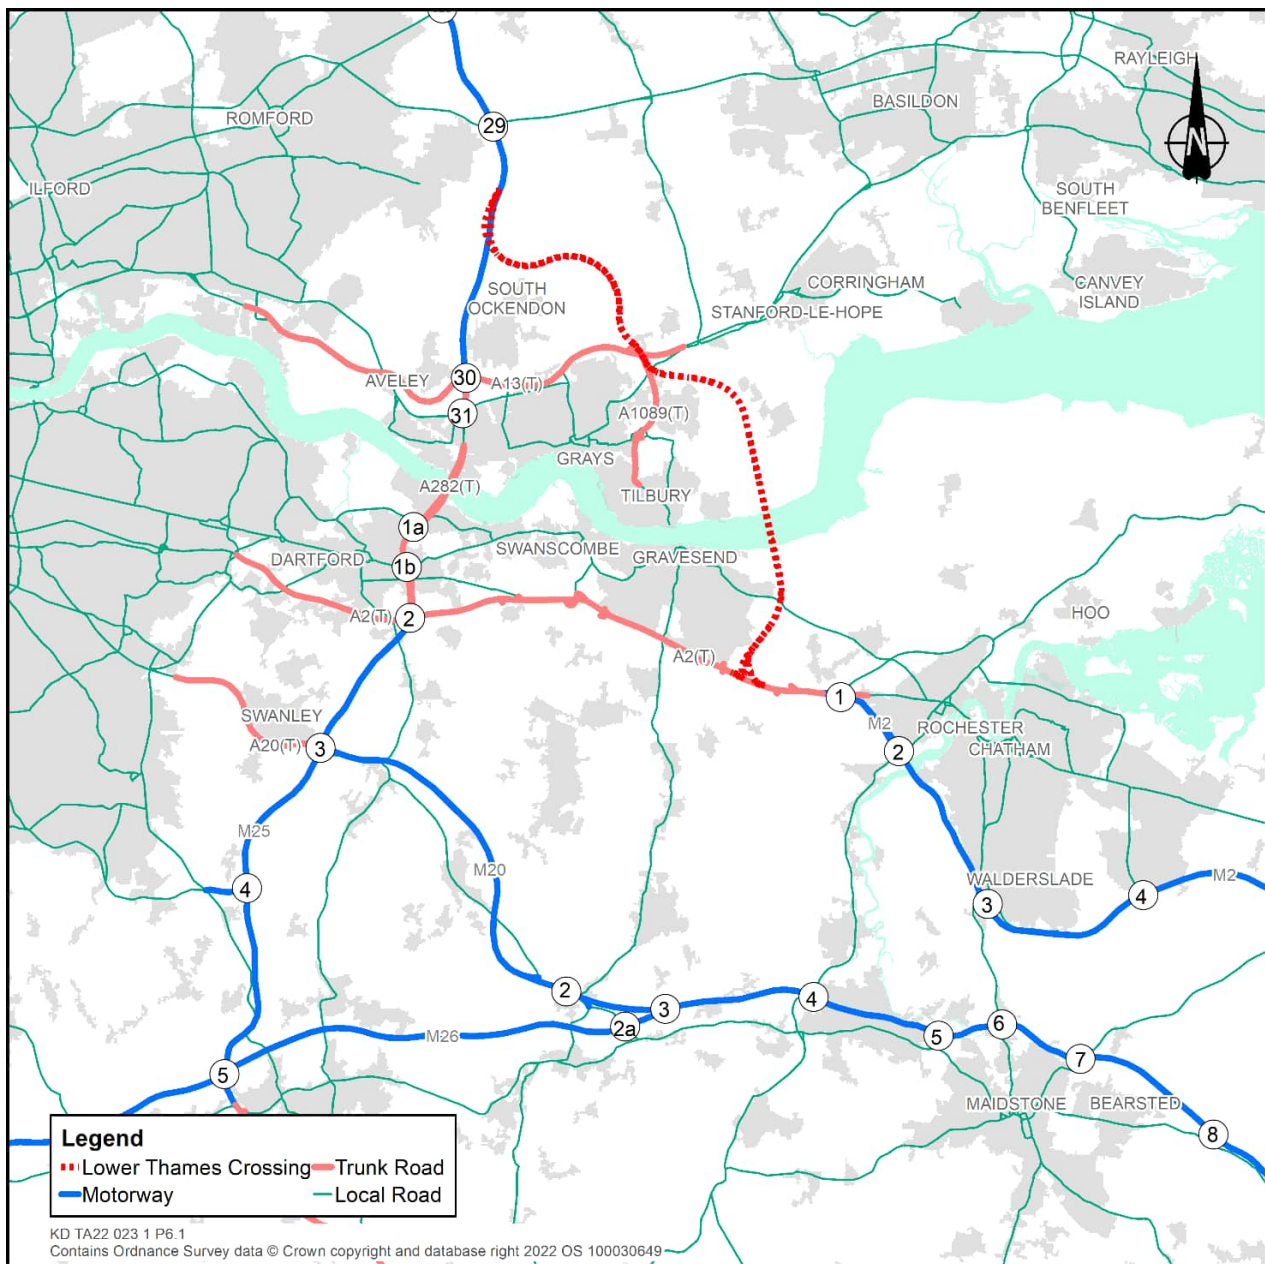 RAYLEIGH
BASILDON
ROMFORD
29
N
ILFORD
SOUTH
BENFLEET
CANVEY
ISLAND
CORRINGHAM
SOUTH
OCKENDON
STANFORD-LE-HOPE
AVELEY
30
A13(T)
31
A1089(T)
GRAYS
A282(T)
TILBURY
1a
SWANSCOMBE
GRAVESEND
DARTFORD
1b
HOO
A2(T)
2
A2(T)
1
SWANLEY
M2
ROCHESTER
A20(T)
3
2
CHATHAM
M25
M20
WALDERSLADE
M2
4
3
4
2
4
3
2a
6
M26
5
7
5
MAIDSTONE
BEARSTED
8
Legend
Lower Thames Crossing
Trunk Road
Motorway
Local Road
KD TA22 023 1 P6.1
Contains Ordnance Survey data © Crown copyright and database right 2022 OS 100030649